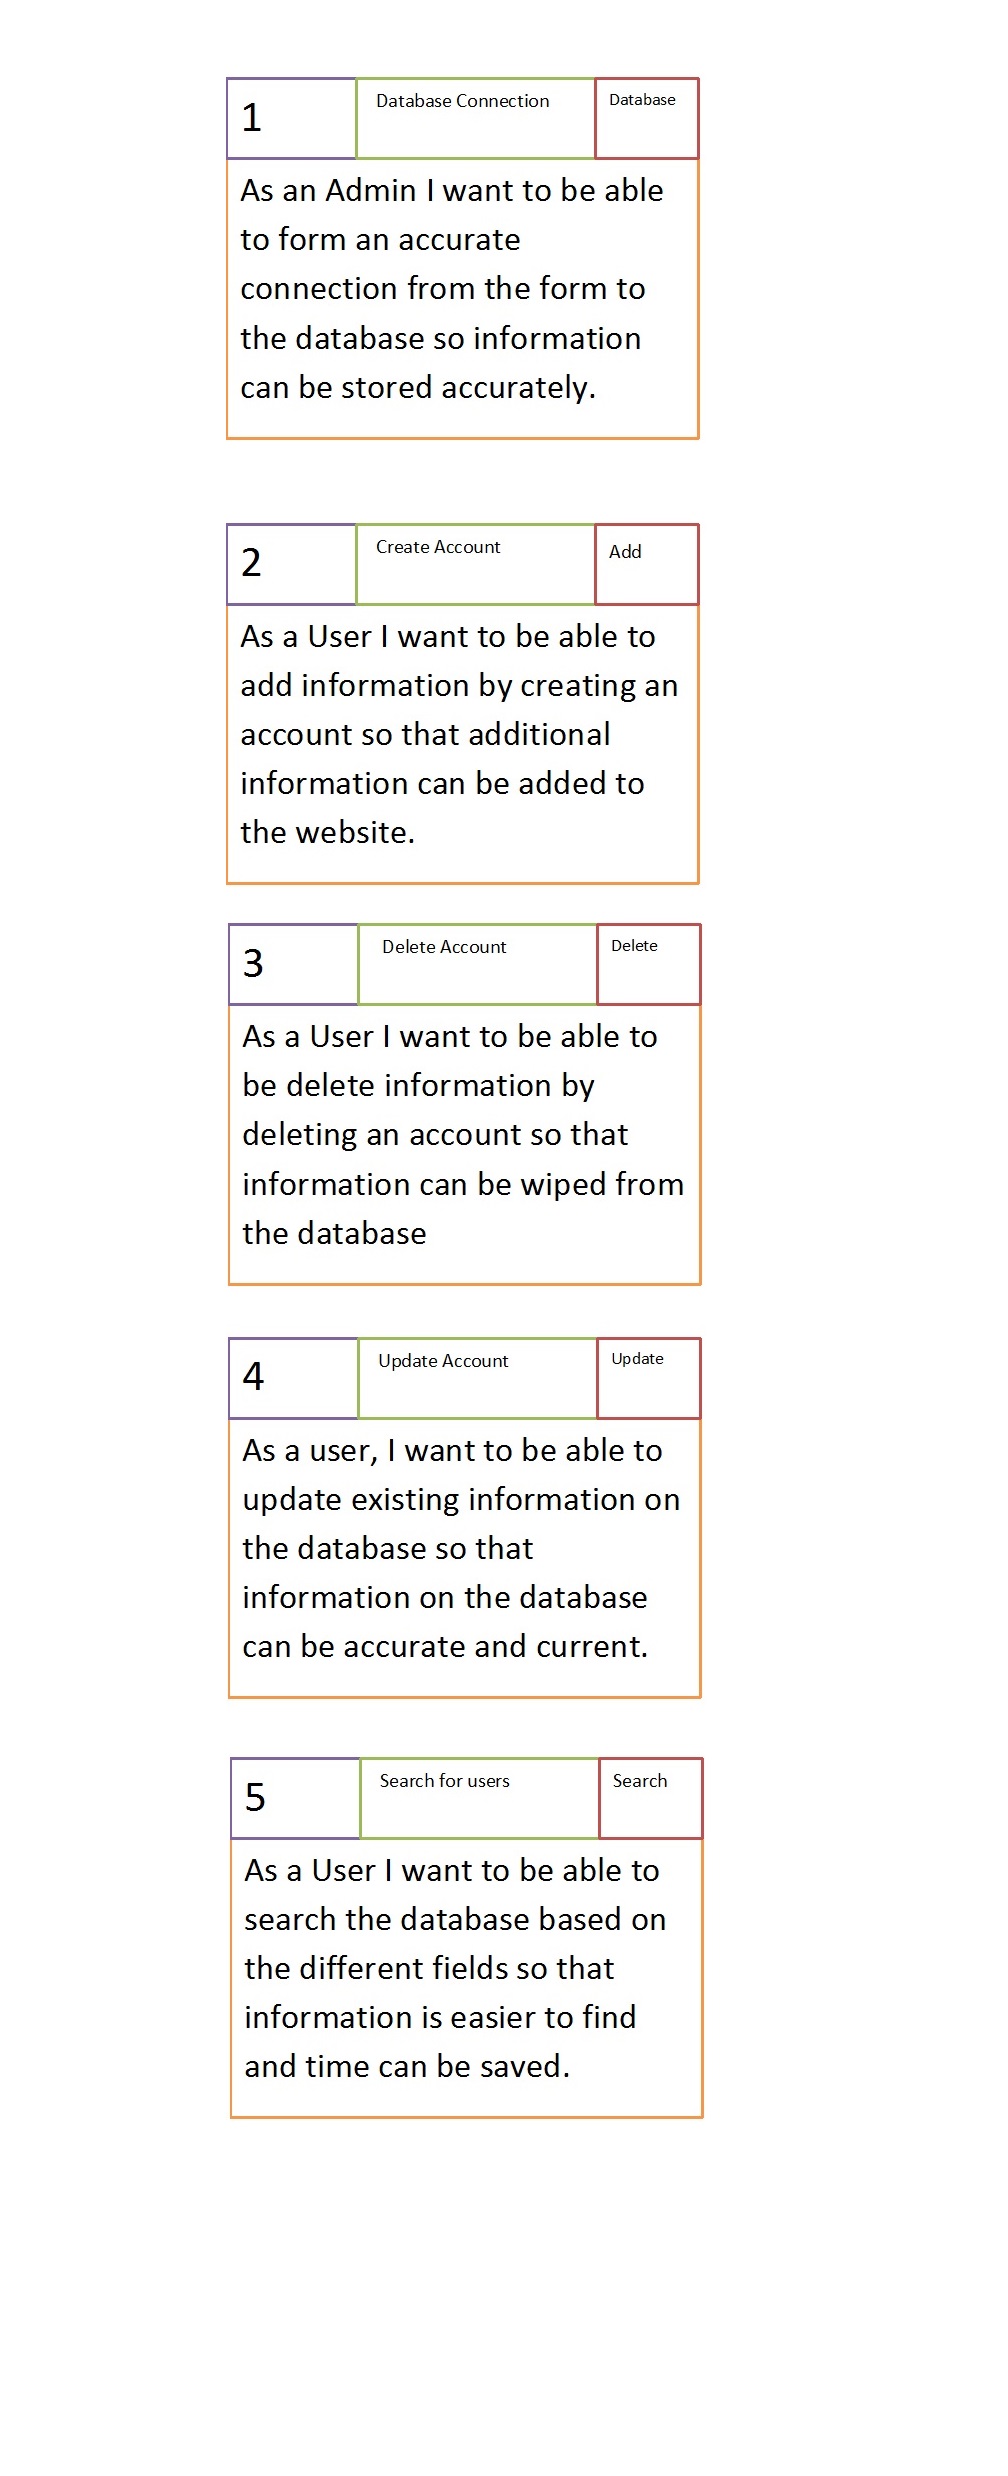 1
Database Connection
Database
As an Admin I want to be able
to form an accurate
connection from the form to
the database so information
can be stored accurately.
2
Create Account
Add
As a User I want to be able to
add information by creating an
account so that additional
information can be added to
the website.
3
Delete Account
Delete
As a User I want to be able to
be delete information by
deleting an account so that
information can be wiped from
the database
4
Update Account
Update
As a user, I want to be able to
update existing information on
the database so that
information on the database
can be accurate and current.
5
Search for users
Search
As a User I want to be able to
search the database based on
the different fields so that
information is easier to find
and time can be saved.